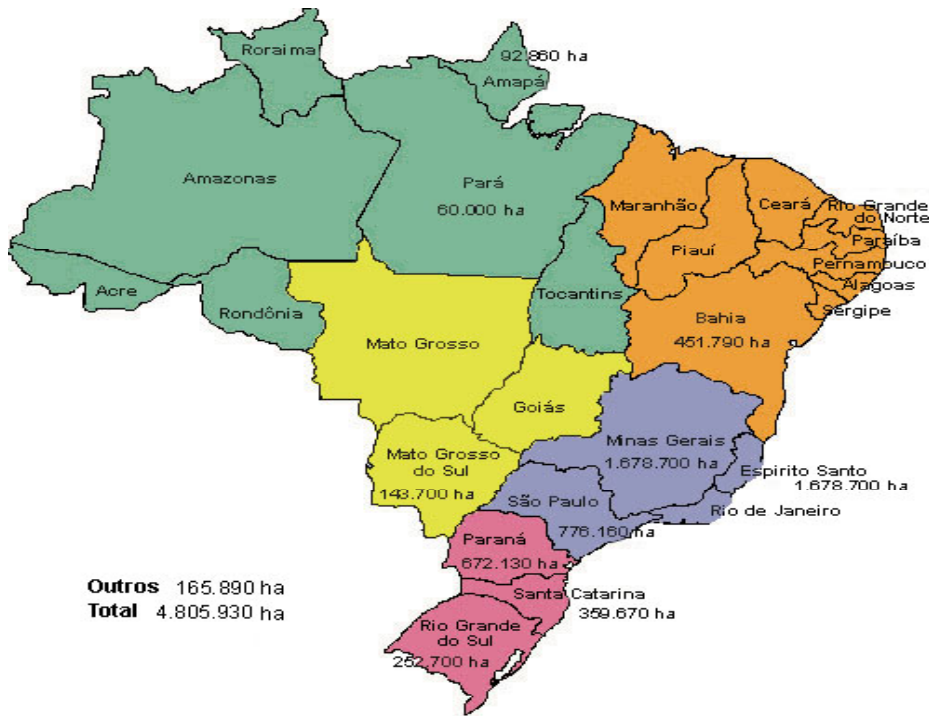 Roraima
92.860 ha
Amapá
Amazonas
Pará
60.000 ha
Maranhão
Ceará
Rio Grande
do Norte
Piauí
Paraíba
Pernambuco
Alagoas
Sergipe
Acre
Rondônia
Tocantins
Bahia
451.790 ha
Mato Grosso
Goiás
Minas Gerais
1.678.700 ha
Espirito Santo
1.678.700 ha
Mato Grosso
do Sul
143.700 ha
São Paulo
776.160 ha
Rio de Janeiro
Paraná
672.130 ha
Santa Catarina
359.670 ha
Rio Grande
do Sul
252.700 ha
Outros 165.890 ha
Total 4.805.930 ha